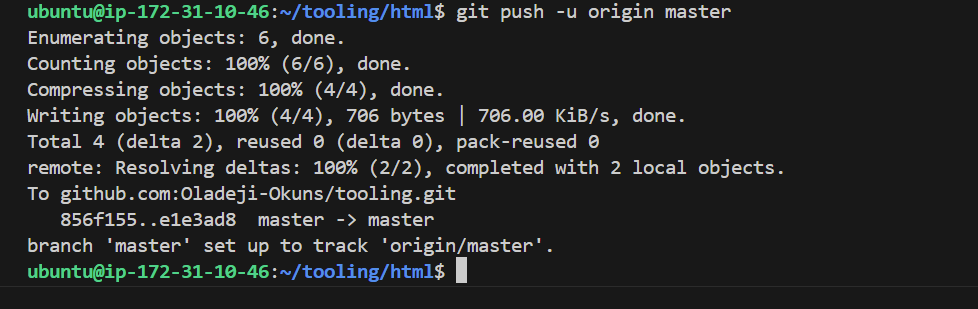 ubuntu@ip-172-31-10-46:~/tooling/html$ git push -u origin master
Enumerating objects: 6, done.
Counting objects: 100% (6/6), done.
Compressing objects: 100% (4/4), done.
Writing objects: 100% (4/4), 706 bytes | 706.00 KiB/s, done.
Total 4 (delta 2), reused 0 (delta 0), pack-reused 0
remote: Resolving deltas: 100% (2/2), completed with 2 local objects.
To github.com:Oladeji-Okuns/tooling.git
   856f155..e1e3ad8  master -> master
branch 'master' set up to track 'origin/master'.
ubuntu@ip-172-31-10-46:~/tooling/html$